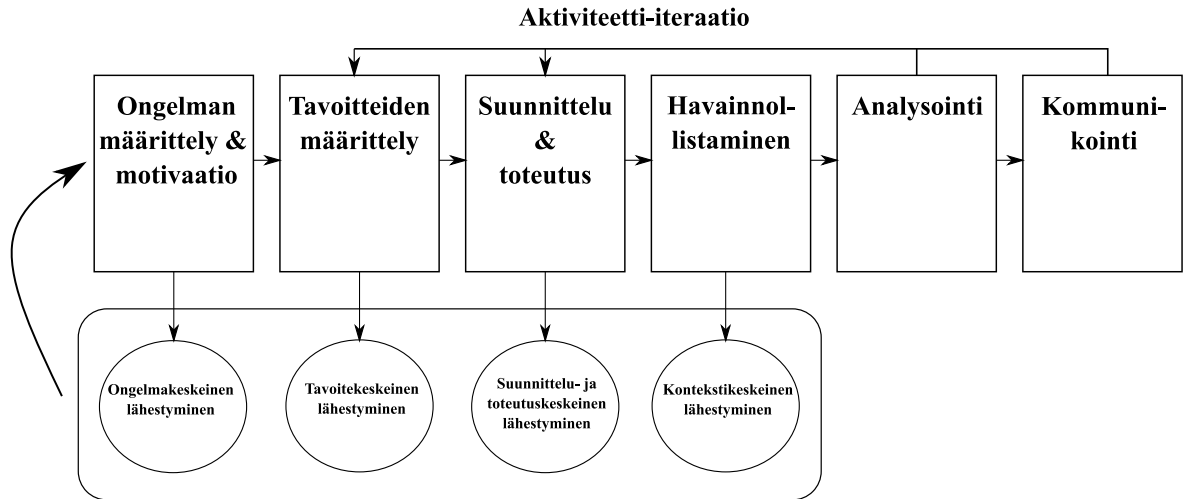 Aktiviteetti-iteraatio
Ongelman
määrittely &
motivaatio
Tavoitteiden
määrittely
Suunnittelu
&
toteutus
Havainnol-
listaminen
Analysointi
Kommuni-
kointi
Ongelmakeskeinen
lähestyminen
Tavoitekeskeinen
lähestyminen
Suunnittelu- ja
toteutuskeskeinen
lähestyminen
Kontekstikeskeinen
lähestyminen